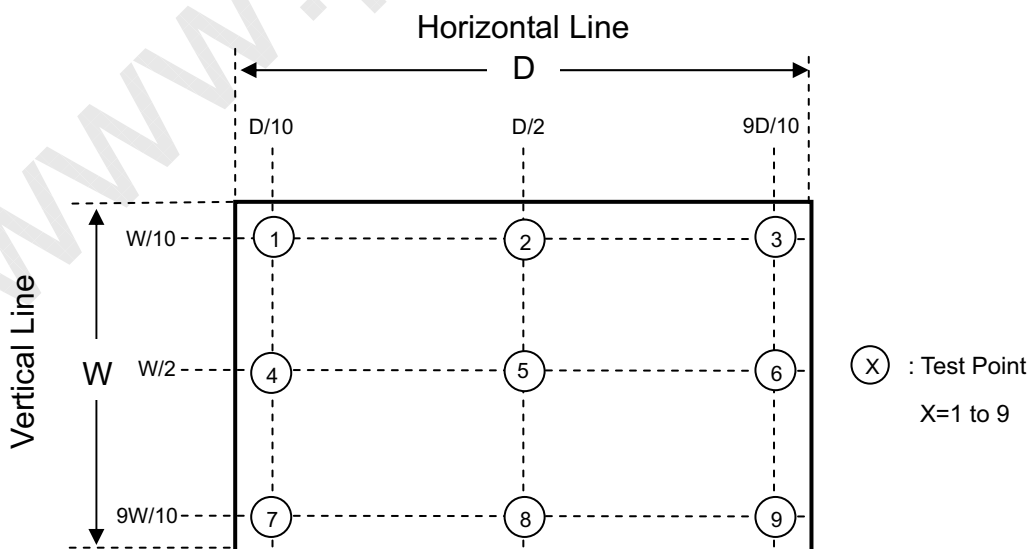 Horizontal Line
D
D/10 D/2 9D/10
W/10 1 2 3
Vertical Line
W
W/2 4 5 6
X : Test Point
X=1 to 9
9W/10 7 8 9